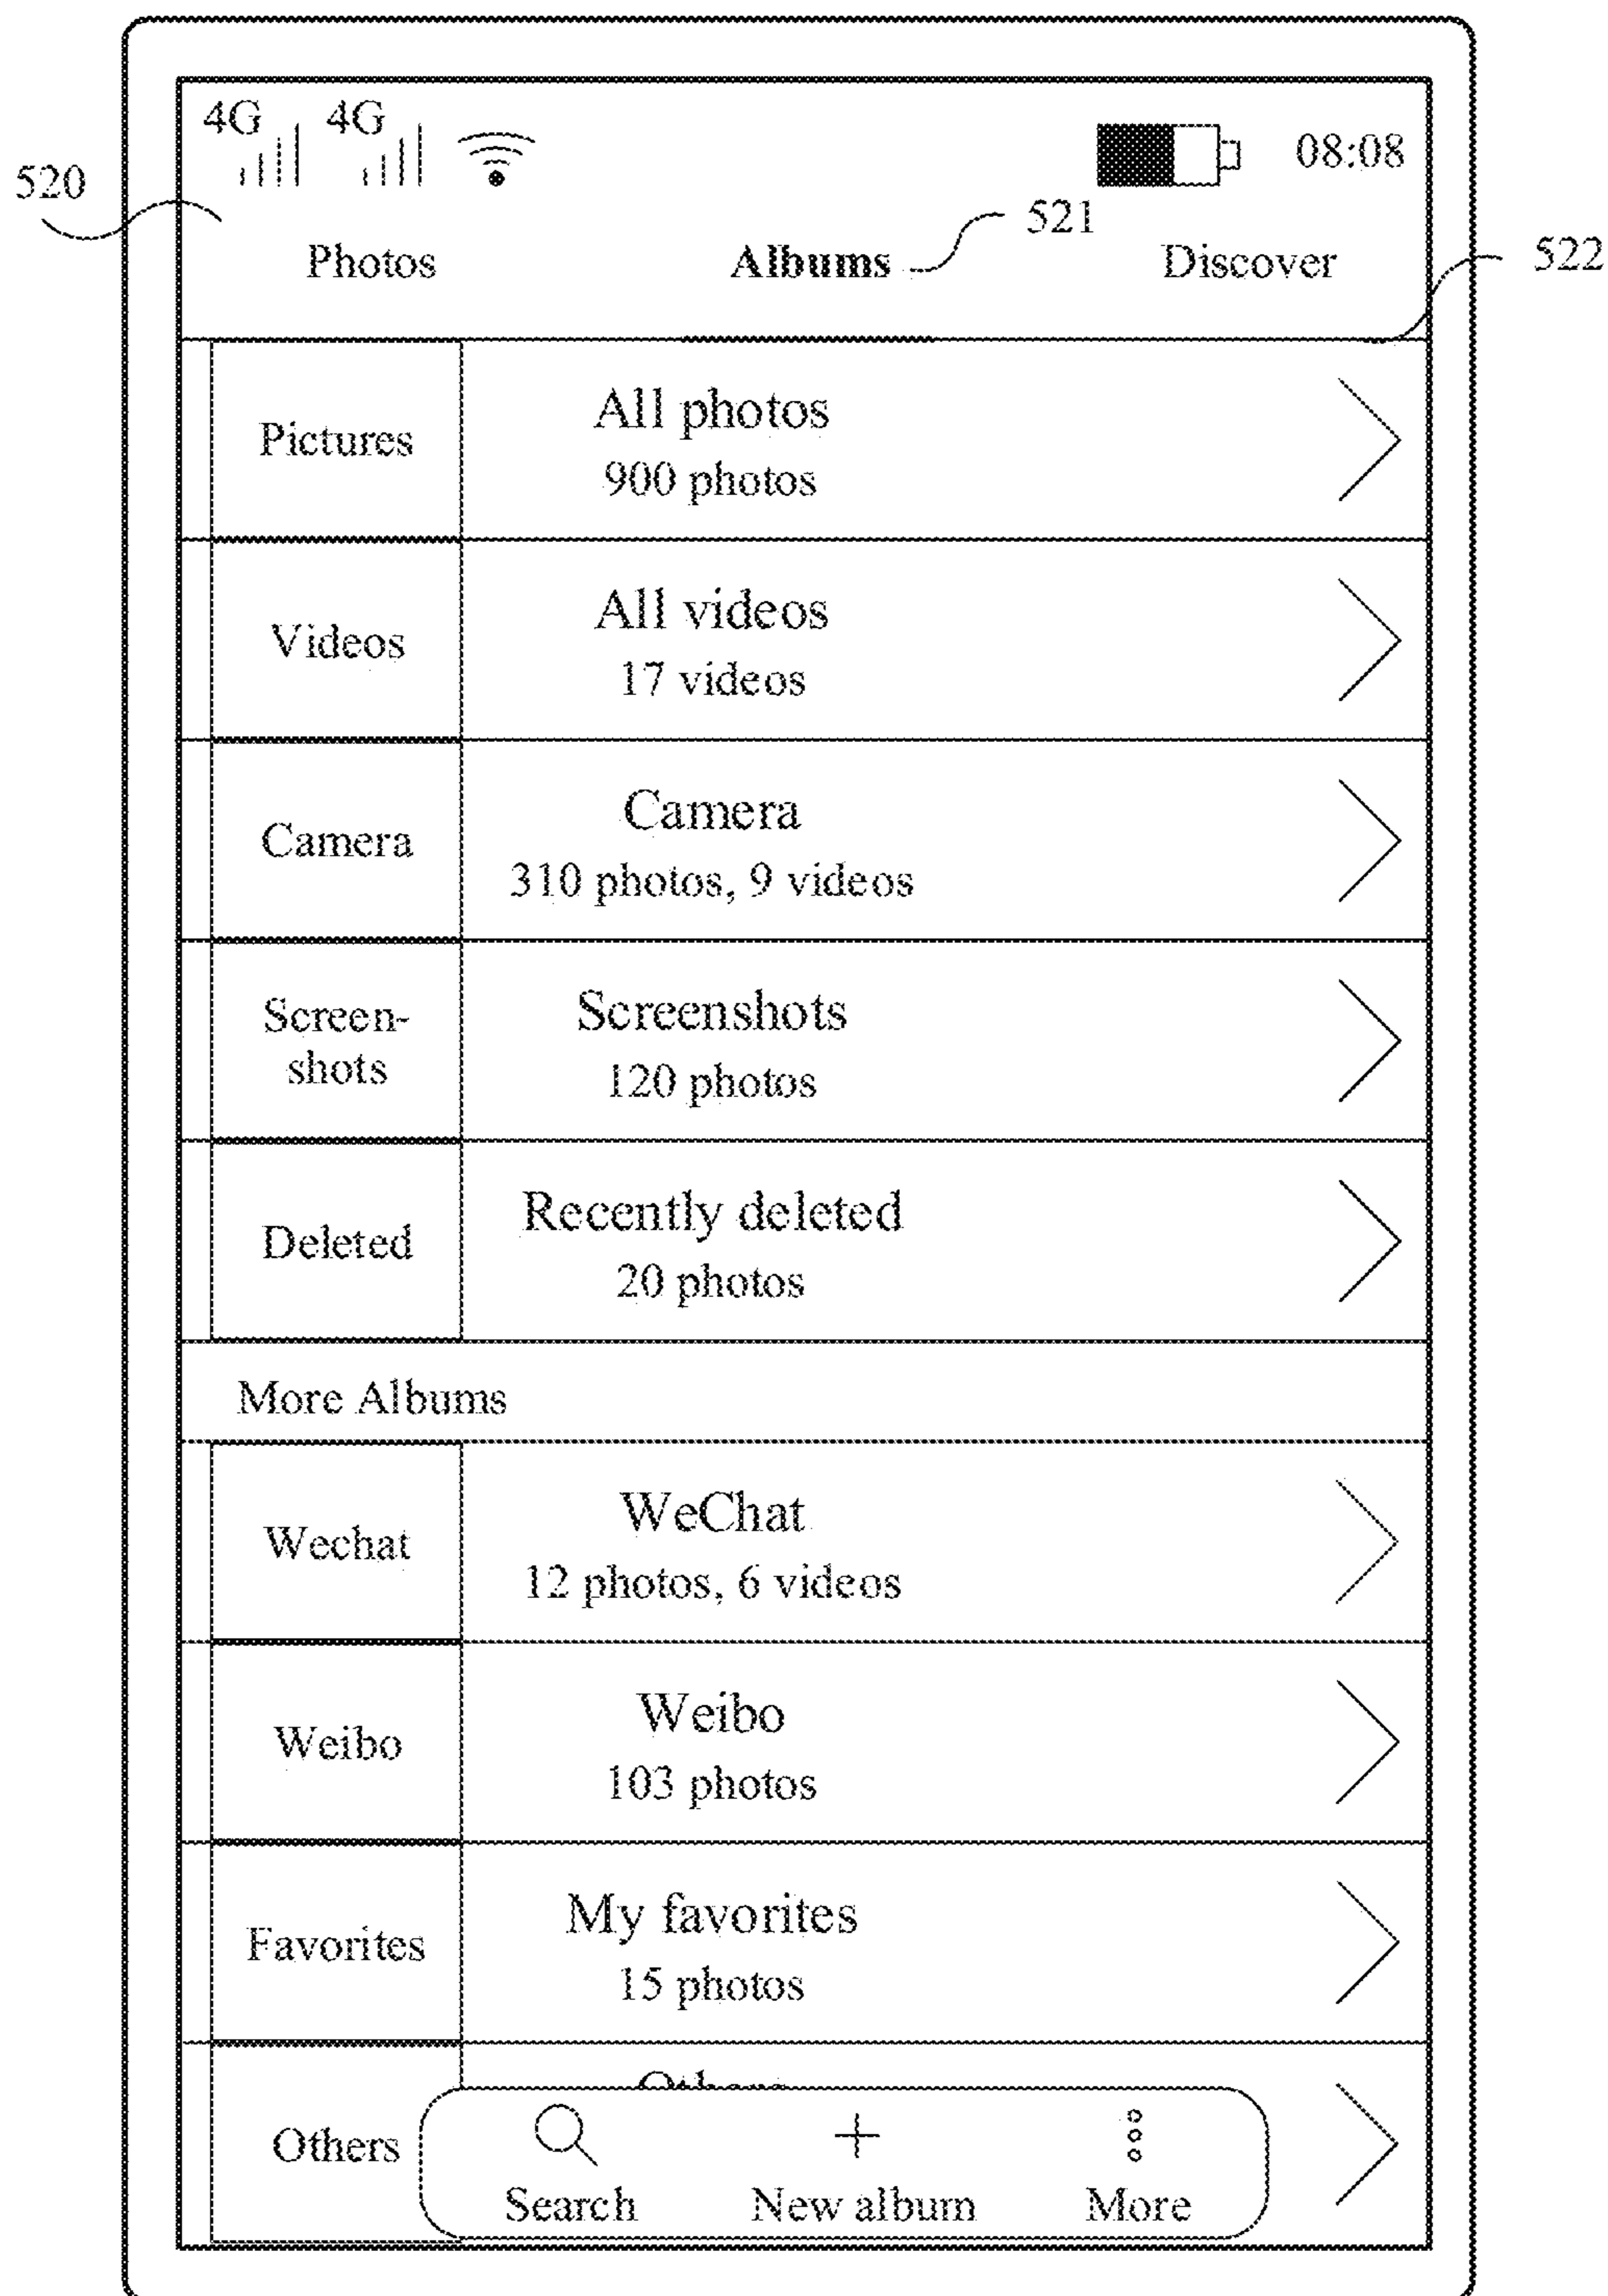 4G 4G 08:08
520
521
Photos Albums Discover
522
Pictures
All photos
900 photos
Videos
All videos
17 videos
Camera
Camera
310 photos, 9 videos
Screen-
shots
Screenshots
120 photos
Deleted
Recently deleted
20 photos
More Albums
Wechat
WeChat
12 photos, 6 videos
Weibo
Weibo
103 photos
Favorites
My favorites
15 photos
Others
Others
Search New album More